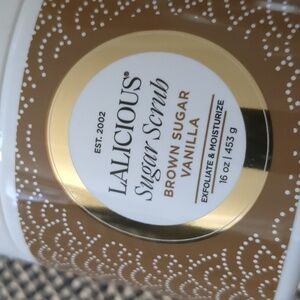 EST. 2002
LALICIOUS®
Sugar Scrub
BROWN SUGAR
VANILLA
EXFOLIATE & MOISTURIZE
16 oz | 453 g